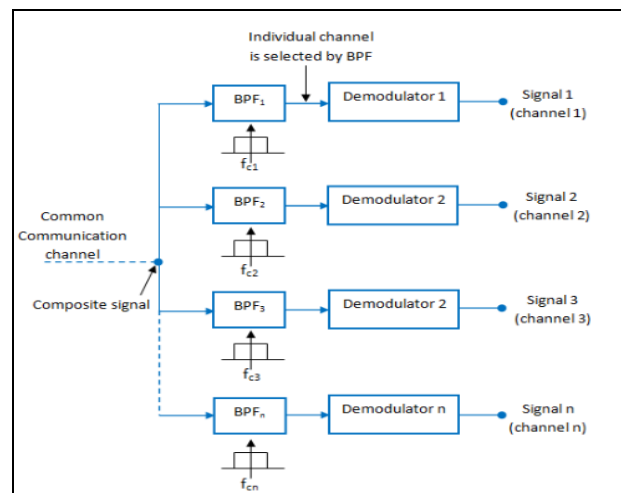 Individual channel
is selected by BPF
BPF₁
Demodulator 1
Signal 1
(channel 1)
f꜀₁
BPF₂
Demodulator 2
Signal 2
(channel 2)
f꜀₂
Common
Communication
channel
Composite signal
BPF₃
Demodulator 2
Signal 3
(channel 3)
f꜀₃
BPFₙ
Demodulator n
Signal n
(channel n)
f꜀ₙ